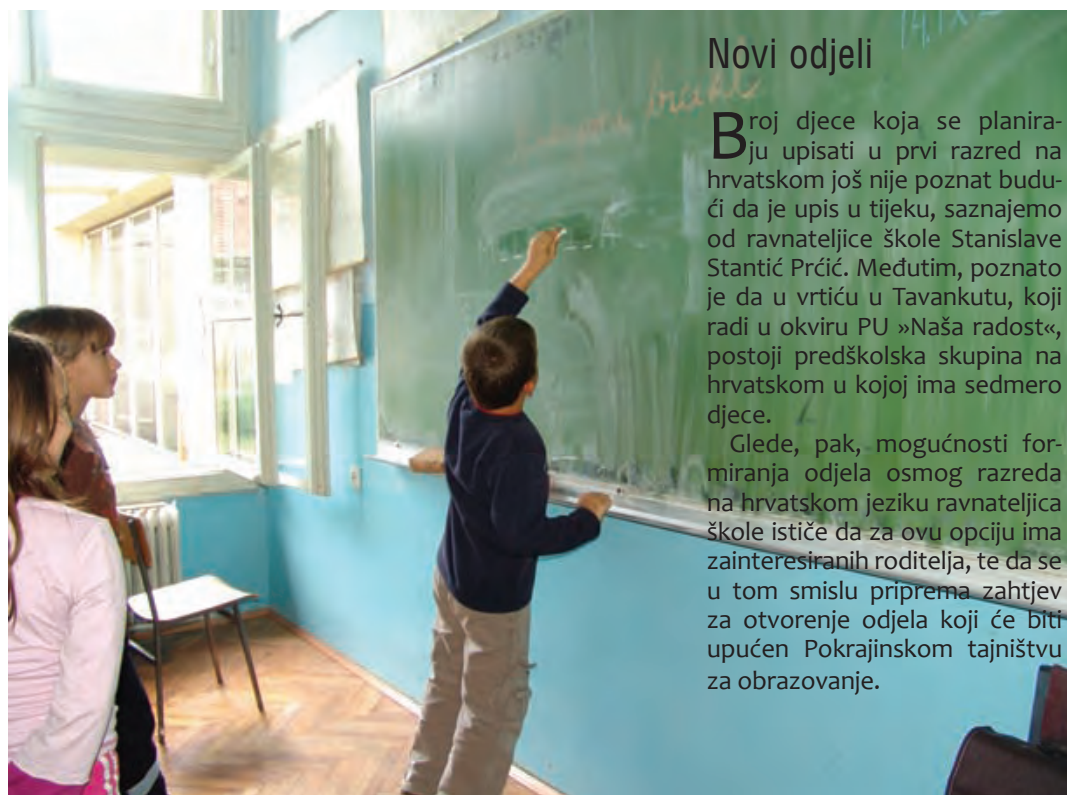 Novi odjeli
Broj djece koja se planira-
ju upisati u prvi razred na
hrvatskom još nije poznat budu-
ći da je upis u tijeku, saznajemo
od ravnateljice škole Stanislave
Stantić Prćić. Međutim, poznato
je da u vrtiću u Tavankutu, koji
radi u okviru PU »Naša radost«,
postoji predškolska skupina na
hrvatskom u kojoj ima sedmero
djece.
Glede, pak, mogućnosti for-
miranja odjela osmog razreda
na hrvatskom jeziku ravnateljica
škole ističe da za ovu opciju ima
zainteresiranih roditelja, te da se
u tom smislu priprema zahtjev
za otvorenje odjela koji će biti
upućen Pokrajinskom tajništvu
za obrazovanje.